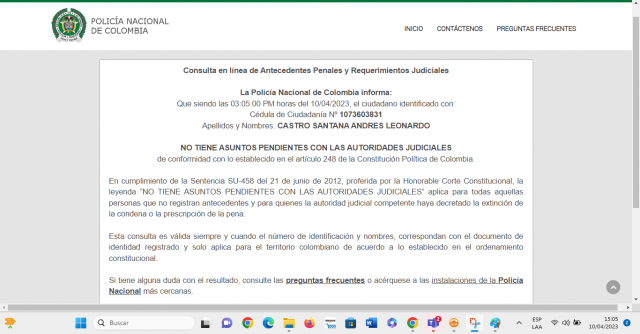 POLICÍA NACIONAL
DE COLOMBIA
INICIO CONTÁCTENOS PREGUNTAS FRECUENTES
Consulta en línea de Antecedentes Penales y Requerimientos Judiciales
La Policía Nacional de Colombia informa:
Que siendo las 03:05:00 PM horas del 10/04/2023, el ciudadano identificado con:
Cédula de Ciudadanía Nº 1073603831
Apellidos y Nombres: CASTRO SANTANA ANDRES LEONARDO
NO TIENE ASUNTOS PENDIENTES CON LAS AUTORIDADES JUDICIALES
de conformidad con lo establecido en el artículo 248 de la Constitución Política de Colombia.
En cumplimiento de la Sentencia SU-458 del 21 de junio de 2012, proferida por la Honorable Corte Constitucional, la
leyenda "NO TIENE ASUNTOS PENDIENTES CON LAS AUTORIDADES JUDICIALES" aplica para todas aquellas
personas que no registran antecedentes y para quienes la autoridad judicial competente haya decretado la extinción de
la condena o la prescripción de la pena.
Esta consulta es válida siempre y cuando el número de identificación y nombres, correspondan con el documento de
identidad registrado y solo aplica para el territorio colombiano de acuerdo a lo establecido en el ordenamiento
constitucional.
Si tiene alguna duda con el resultado, consulte las preguntas frecuentes o acérquese a las instalaciones de la Policía
Nacional más cercanas.
Buscar
ESP
LAA
15:05
10/04/2023